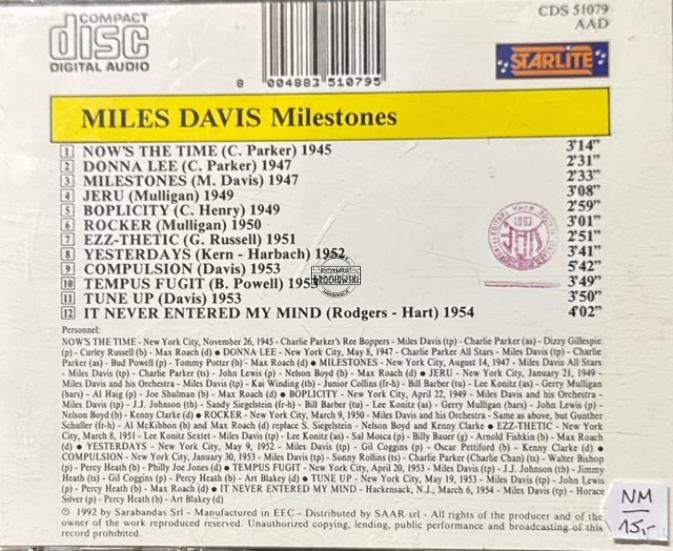 COMPACT
disc
DIGITAL AUDIO
8 004883 510795
CDS 51079
AAD
STARLITE
MILES DAVIS Milestones
1 NOW'S THE TIME (C. Parker) 1945 3'14"
2 DONNA LEE (C. Parker) 1947 2'31"
3 MILESTONES (M. Davis) 1947 2'33"
4 JERU (Mulligan) 1949 3'08"
5 BOPLICITY (C. Henry) 1949 2'59"
6 ROCKER (Mulligan) 1950 3'01"
7 EZZ-THETIC (G. Russell) 1951 2'51"
8 YESTERDAYS (Kern - Harbach) 1952 3'41"
9 COMPULSION (Davis) 1953 5'42"
10 TEMPUS FUGIT (B. Powell) 1953 3'49"
11 TUNE UP (Davis) 1953 3'50"
12 IT NEVER ENTERED MY MIND (Rodgers - Hart) 1954 4'02"
GROCHOWSKI
Personnel:
NOW'S THE TIME - New York City, November 26, 1945 - Charlie Parker's Ree Boppers - Miles Davis (tp) - Charlie Parker (as) - Dizzy Gillespie
(p) - Curley Russell (b) - Max Roach (d) ● DONNA LEE - New York City, May 8, 1947 - Charlie Parker All Stars - Miles Davis (tp) - Charlie
Parker (as) - Bud Powell (p) - Tommy Potter (b) - Max Roach (d) ● MILESTONES - New York City, August 14, 1947 - Miles Davis All Stars
- Miles Davis (tp) - Charlie Parker (ts) - John Lewis (p) - Nelson Boyd (b) - Max Roach (d) ● JERU - New York City, January 21, 1949 -
Miles Davis and his Orchestra - Miles Davis (tp) - Kai Winding (tb) - Junior Collins (fr-h) - Bill Barber (tu) - Lee Konitz (as) - Gerry Mulligan
(bars) - Al Haig (p) - Joe Shulman (b) - Max Roach (d) ● BOPLICITY - New York City, April 22, 1949 - Miles Davis and his Orchestra -
Miles Davis (tp) - J.J. Johnson (tb) - Sandy Siegelstein (fr-h) - Bill Barber (tu) - Lee Konitz (as) - Gerry Mulligan (bars) - John Lewis (p) -
Nelson Boyd (b) - Kenny Clarke (d) ● ROCKER - New York City, March 9, 1950 - Miles Davis and his Orchestra - Same as above, but Gunther
Schuller (fr-h) - Al McKibbon (b) and Max Roach (d) replace S. Siegelstein - Nelson Boyd and Kenny Clarke ● EZZ-THETIC - New York
City, March 8, 1951 - Lee Konitz Sextet - Miles Davis (tp) - Lee Konitz (as) - Sal Mosca (p) - Billy Bauer (g) - Arnold Fishkin (b) - Max Roach
(d) ● YESTERDAYS - New York City, May 9, 1952 - Miles Davis (tp) - Gil Coggins (p) - Oscar Pettiford (b) - Kenny Clarke (d) ●
COMPULSION - New York City, January 30, 1953 - Miles Davis (tp) - Sonny Rollins (ts) - Charlie Parker (Charlie Chan) (ts) - Walter Bishop
(p) - Percy Heath (b) - Philly Joe Jones (d) ● TEMPUS FUGIT - New York City, April 20, 1953 - Miles Davis (tp) - J.J. Johnson (tb) - Jimmy
Heath (ts) - Gil Coggins (p) - Percy Heath (b) - Art Blakey (d) ● TUNE UP - New York City, May 19, 1953 - Miles Davis (tp) - John Lewis
(p) - Percy Heath (b) - Max Roach (d) ● IT NEVER ENTERED MY MIND - Hackensack, N.J., March 6, 1954 - Miles Davis (tp) - Horace
Silver (p) - Percy Heath (b) - Art Blakey (d)
℗ 1992 by Sarabandas Srl - Manufactured in EEC - Distributed by SAAR srl - All rights of the producer and of the
owner of the work reproduced reserved. Unauthorized copying, lending, public performance and broadcasting of this
record prohibited.
NM
15,-